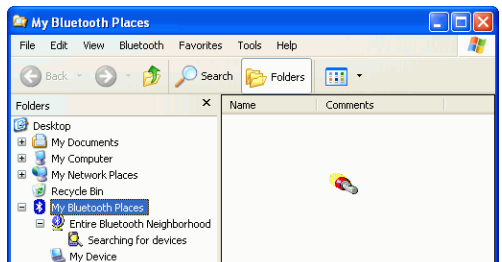 My Bluetooth Places
File Edit View Bluetooth Favorites Tools Help
Back Search Folders
Folders Name Comments
Desktop
My Documents
My Computer
My Network Places
Recycle Bin
My Bluetooth Places
Entire Bluetooth Neighborhood
Searching for devices
My Device